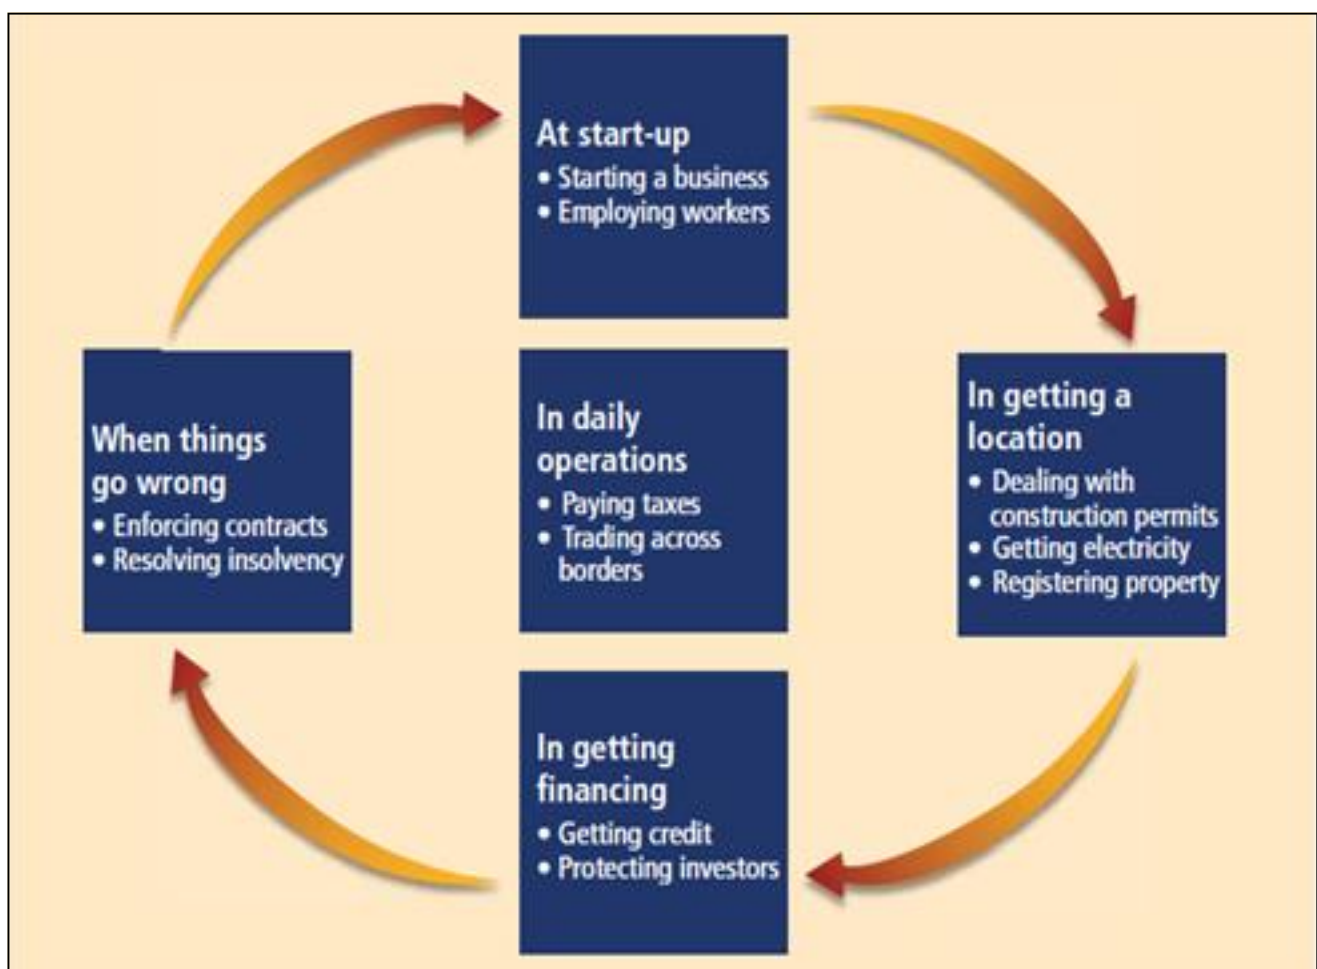 At start-up
• Starting a business
• Employing workers
When things
go wrong
• Enforcing contracts
• Resolving insolvency
In daily
operations
• Paying taxes
• Trading across
borders
In getting a
location
• Dealing with
construction permits
• Getting electricity
• Registering property
In getting
financing
• Getting credit
• Protecting investors